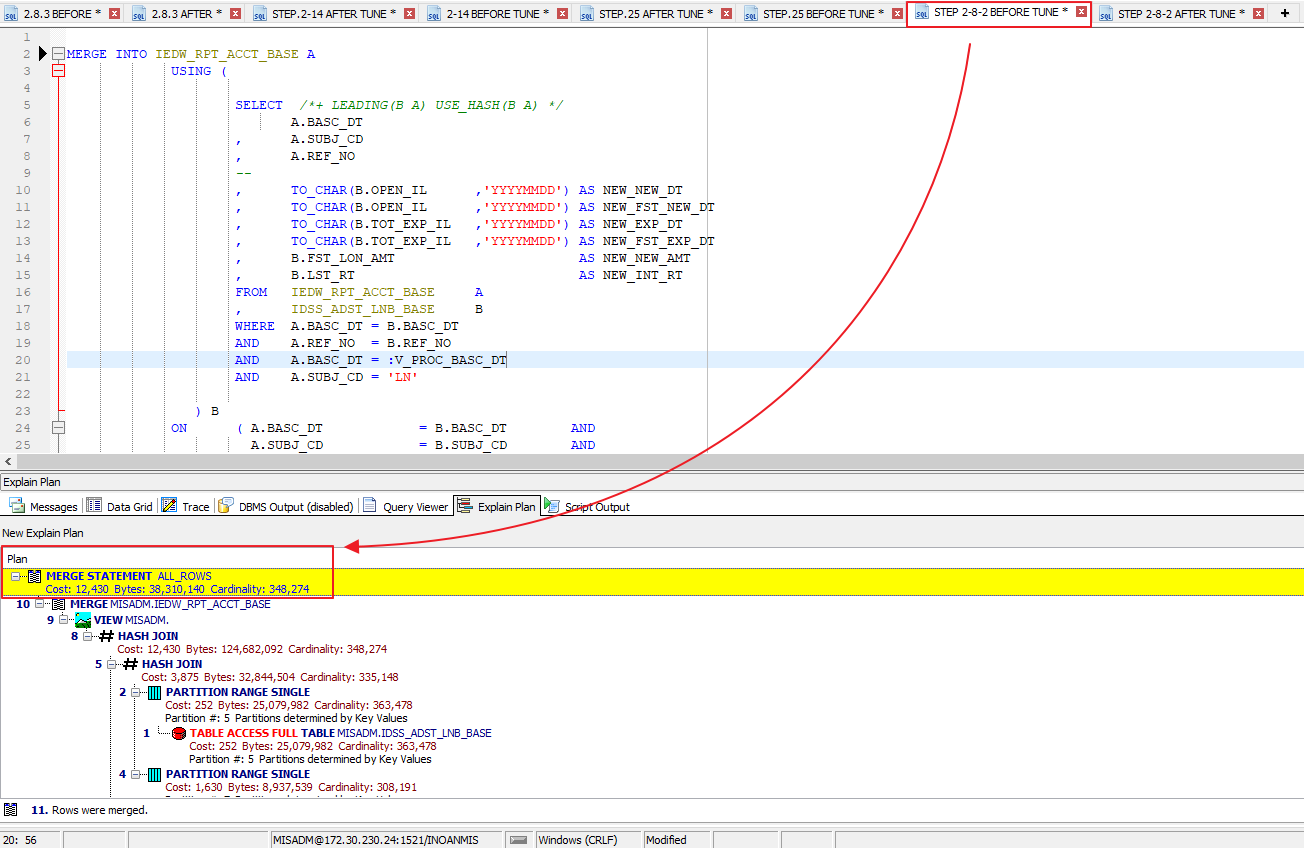 2.8.3 BEFORE * 2.8.3 AFTER * STEP.2-14 AFTER TUNE * 2-14 BEFORE TUNE * STEP.25 AFTER TUNE * STEP.25 BEFORE TUNE * STEP 2-8-2 BEFORE TUNE * STEP 2-8-2 AFTER TUNE * +
1
2 MERGE INTO IEDW_RPT_ACCT_BASE A
3 USING (
4
5 SELECT /*+ LEADING(B A) USE_HASH(B A) */
6 A.BASC_DT
7 , A.SUBJ_CD
8 , A.REF_NO
9 --
10 , TO_CHAR(B.OPEN_IL ,'YYYYMMDD') AS NEW_NEW_DT
11 , TO_CHAR(B.OPEN_IL ,'YYYYMMDD') AS NEW_FST_NEW_DT
12 , TO_CHAR(B.TOT_EXP_IL ,'YYYYMMDD') AS NEW_EXP_DT
13 , TO_CHAR(B.TOT_EXP_IL ,'YYYYMMDD') AS NEW_FST_EXP_DT
14 , B.FST_LON_AMT AS NEW_NEW_AMT
15 , B.LST_RT AS NEW_INT_RT
16 FROM IEDW_RPT_ACCT_BASE A
17 , IDSS_ADST_LNB_BASE B
18 WHERE A.BASC_DT = B.BASC_DT
19 AND A.REF_NO = B.REF_NO
20 AND A.BASC_DT = :V_PROC_BASC_DT
21 AND A.SUBJ_CD = 'LN'
22
23 ) B
24 ON ( A.BASC_DT = B.BASC_DT AND
25 A.SUBJ_CD = B.SUBJ_CD AND
Explain Plan
Messages Data Grid Trace DBMS Output (disabled) Query Viewer Explain Plan Script Output
New Explain Plan
Plan
MERGE STATEMENT ALL_ROWS
Cost: 12,430 Bytes: 38,310,140 Cardinality: 348,274
10 MERGE MISADM.IEDW_RPT_ACCT_BASE
9 VIEW MISADM.
8 HASH JOIN
Cost: 12,430 Bytes: 124,682,092 Cardinality: 348,274
5 HASH JOIN
Cost: 3,875 Bytes: 32,844,504 Cardinality: 335,148
2 PARTITION RANGE SINGLE
Cost: 252 Bytes: 25,079,982 Cardinality: 363,478
Partition #: 5 Partitions determined by Key Values
1 TABLE ACCESS FULL TABLE MISADM.IDSS_ADST_LNB_BASE
Cost: 252 Bytes: 25,079,982 Cardinality: 363,478
Partition #: 5 Partitions determined by Key Values
4 PARTITION RANGE SINGLE
Cost: 1,630 Bytes: 8,937,539 Cardinality: 308,191
11. Rows were merged.
20: 56 MISADM@172.30.230.24:1521/INOANMIS Windows (CRLF) Modified